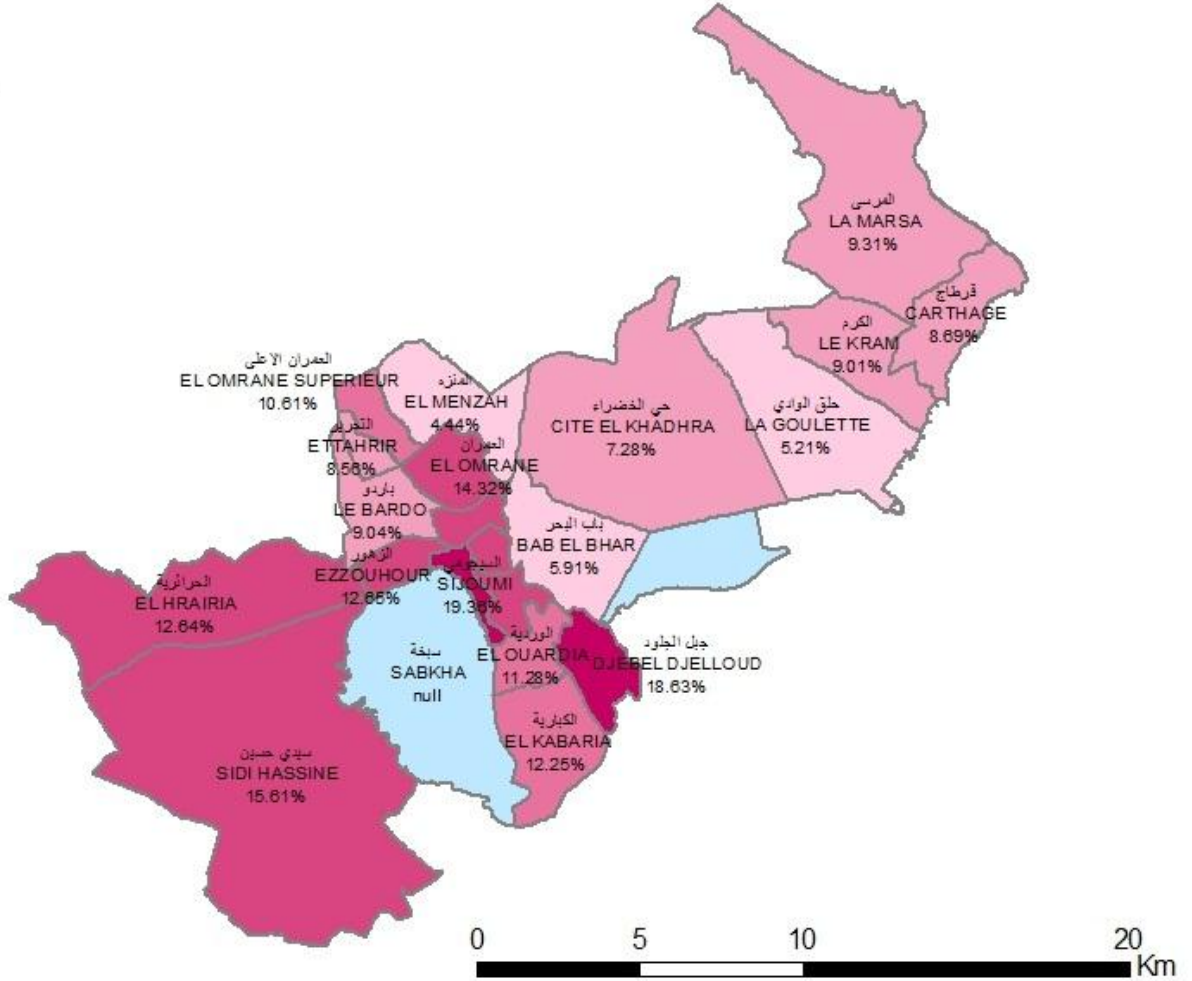 المرسى
LA MARSA
9.31%
قرطاج
CARTHAGE
8.69%
الكرم
LE KRAM
9.01%
العمران الاعلى
EL OMRANE SUPERIEUR
10.61%
المنزه
EL MENZAH
4.44%
حي الخضراء
CITE EL KHADHRA
7.28%
حلق الوادي
LA GOULETTE
5.21%
التحرير
ETTAHRIR
8.56%
العمران
EL OMRANE
14.32%
باردو
LE BARDO
9.04%
باب البحر
BAB EL BHAR
5.91%
الزهور
EZZOUHOUR
12.65%
السيجومي
SIJOUMI
19.36%
الحرائرية
EL HRAIRIA
12.64%
الوردية
EL OUARDIA
11.28%
جبل الجلود
DJEBEL DJELLOUD
18.63%
سبخة
SABKHA
null
الكبارية
EL KABARIA
12.25%
سيدي حسين
SIDI HASSINE
15.61%
0 5 10 20
Km